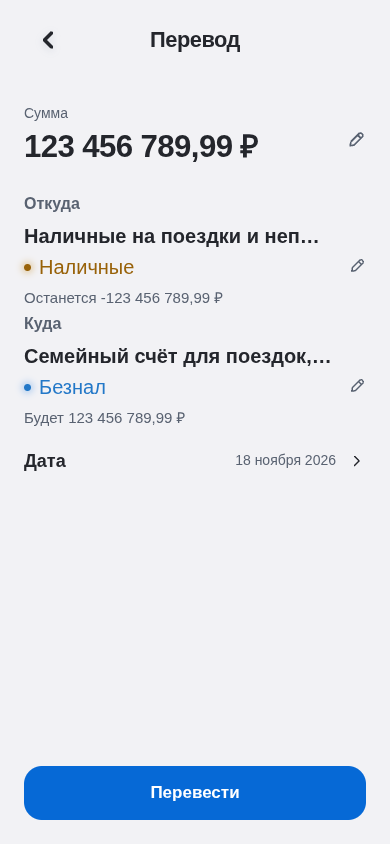 Перевод
Сумма
123 456 789,99 ₽
Откуда
Наличные на поездки и неп…
Наличные
Останется -123 456 789,99 ₽
Куда
Семейный счёт для поездок,…
Безнал
Будет 123 456 789,99 ₽
Дата
18 ноября 2026
Перевести